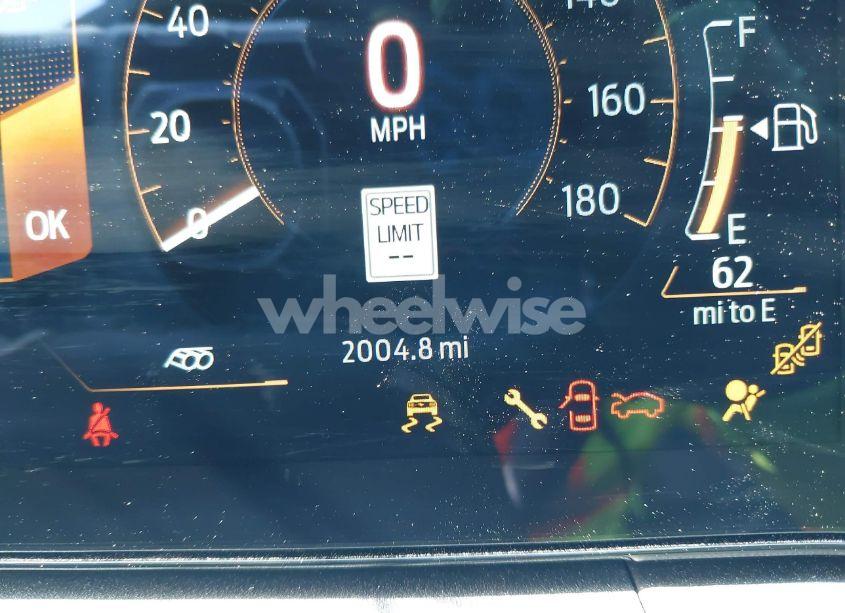 40
0
MPH
F
160
20
SPEED
LIMIT
--
180
0
OK
E
62
mi to E
wheelwise
2004.8 mi